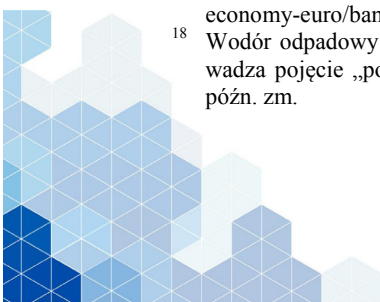 economy-euro/ban
18 Wodór odpadowy
wadza pojęcie „po
późn. zm.